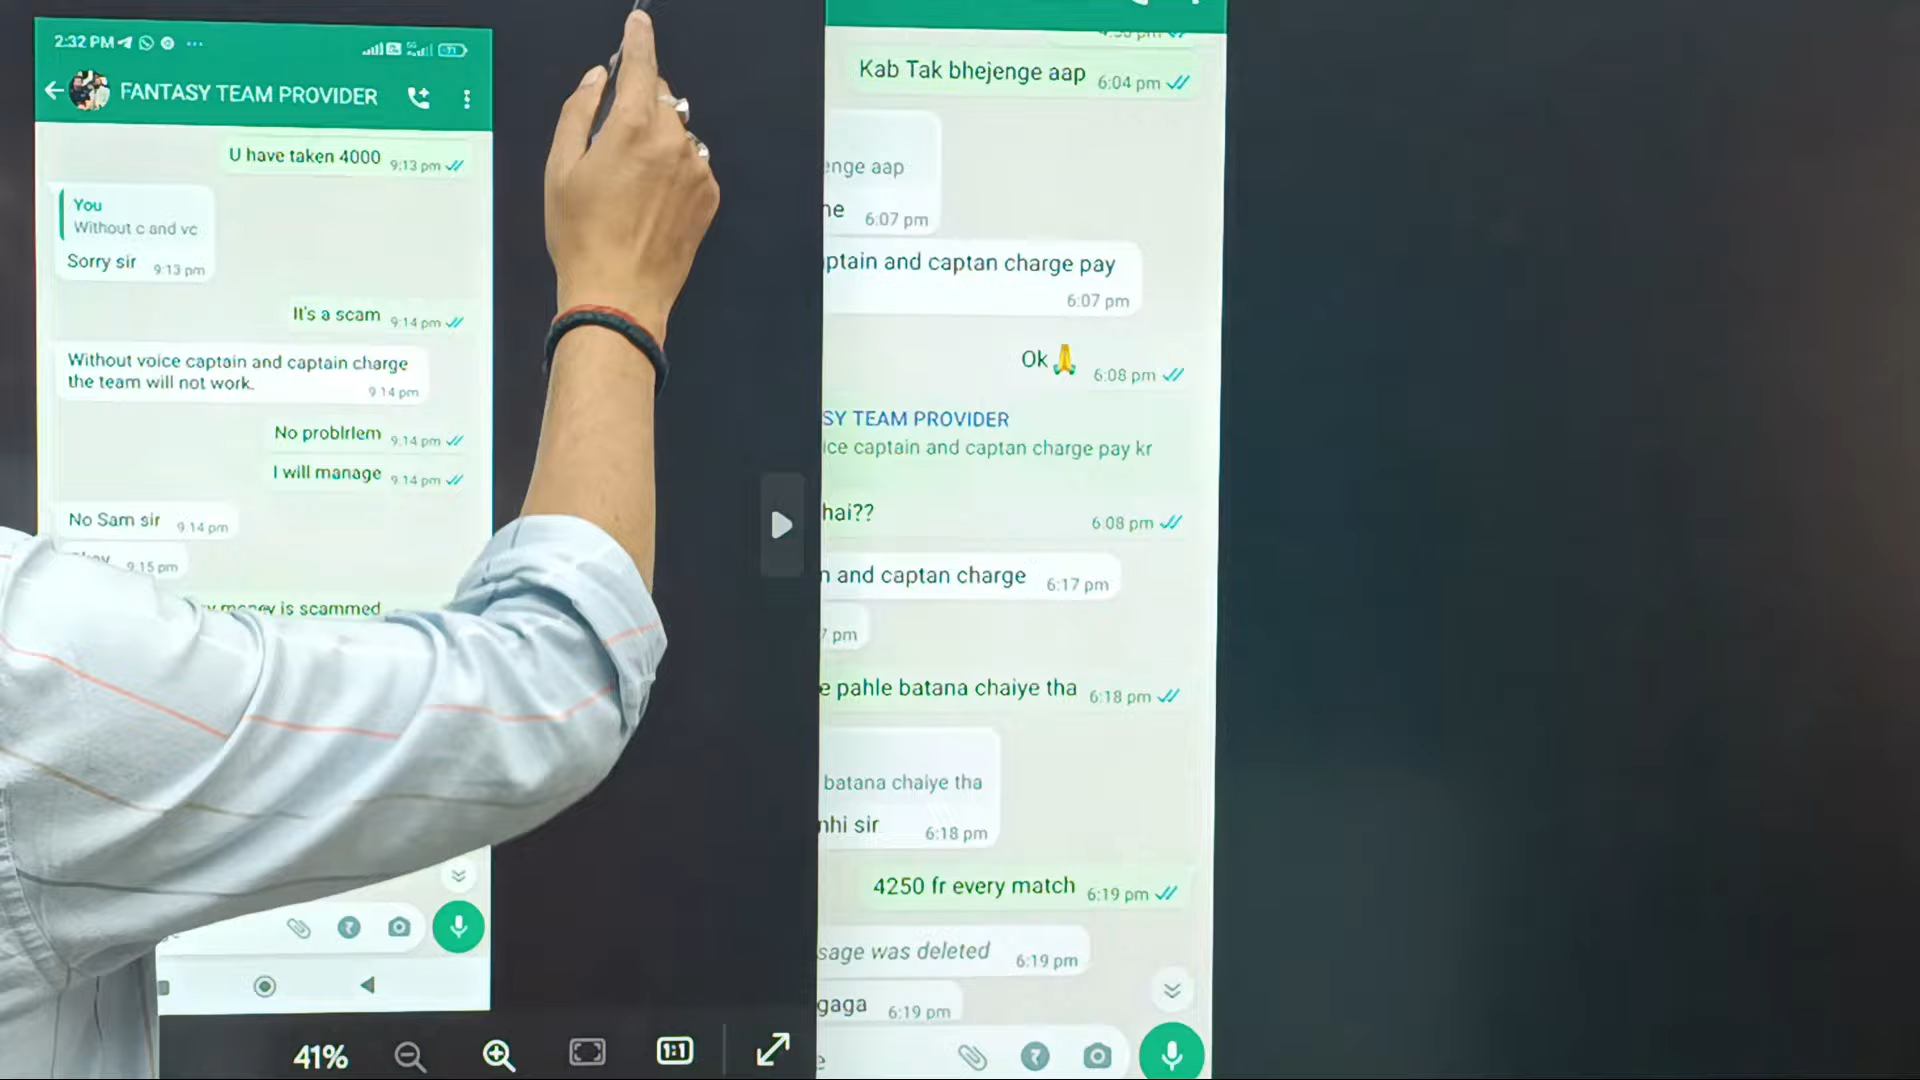 2:32 PM
FANTASY TEAM PROVIDER
U have taken 4000 9:13 pm
You
Without c and vc
Sorry sir 9:13 pm
It's a scam 9:14 pm
Without voice captain and captain charge
the team will not work.
9:14 pm
No problrlem 9:14 pm
I will manage 9:14 pm
No Sam sir 9:14 pm
9:15 pm
money is scammed
41%
1:1
Kab Tak bhejenge aap 6:04 pm
enge aap
ne 6:07 pm
ptain and captan charge pay
6:07 pm
Ok🙏 6:08 pm
SY TEAM PROVIDER
ice captain and captan charge pay kr
hai?? 6:08 pm
n and captan charge 6:17 pm
7 pm
e pahle batana chaiye tha 6:18 pm
batana chaiye tha
nhi sir 6:18 pm
4250 fr every match 6:19 pm
sage was deleted 6:19 pm
gaga 6:19 pm